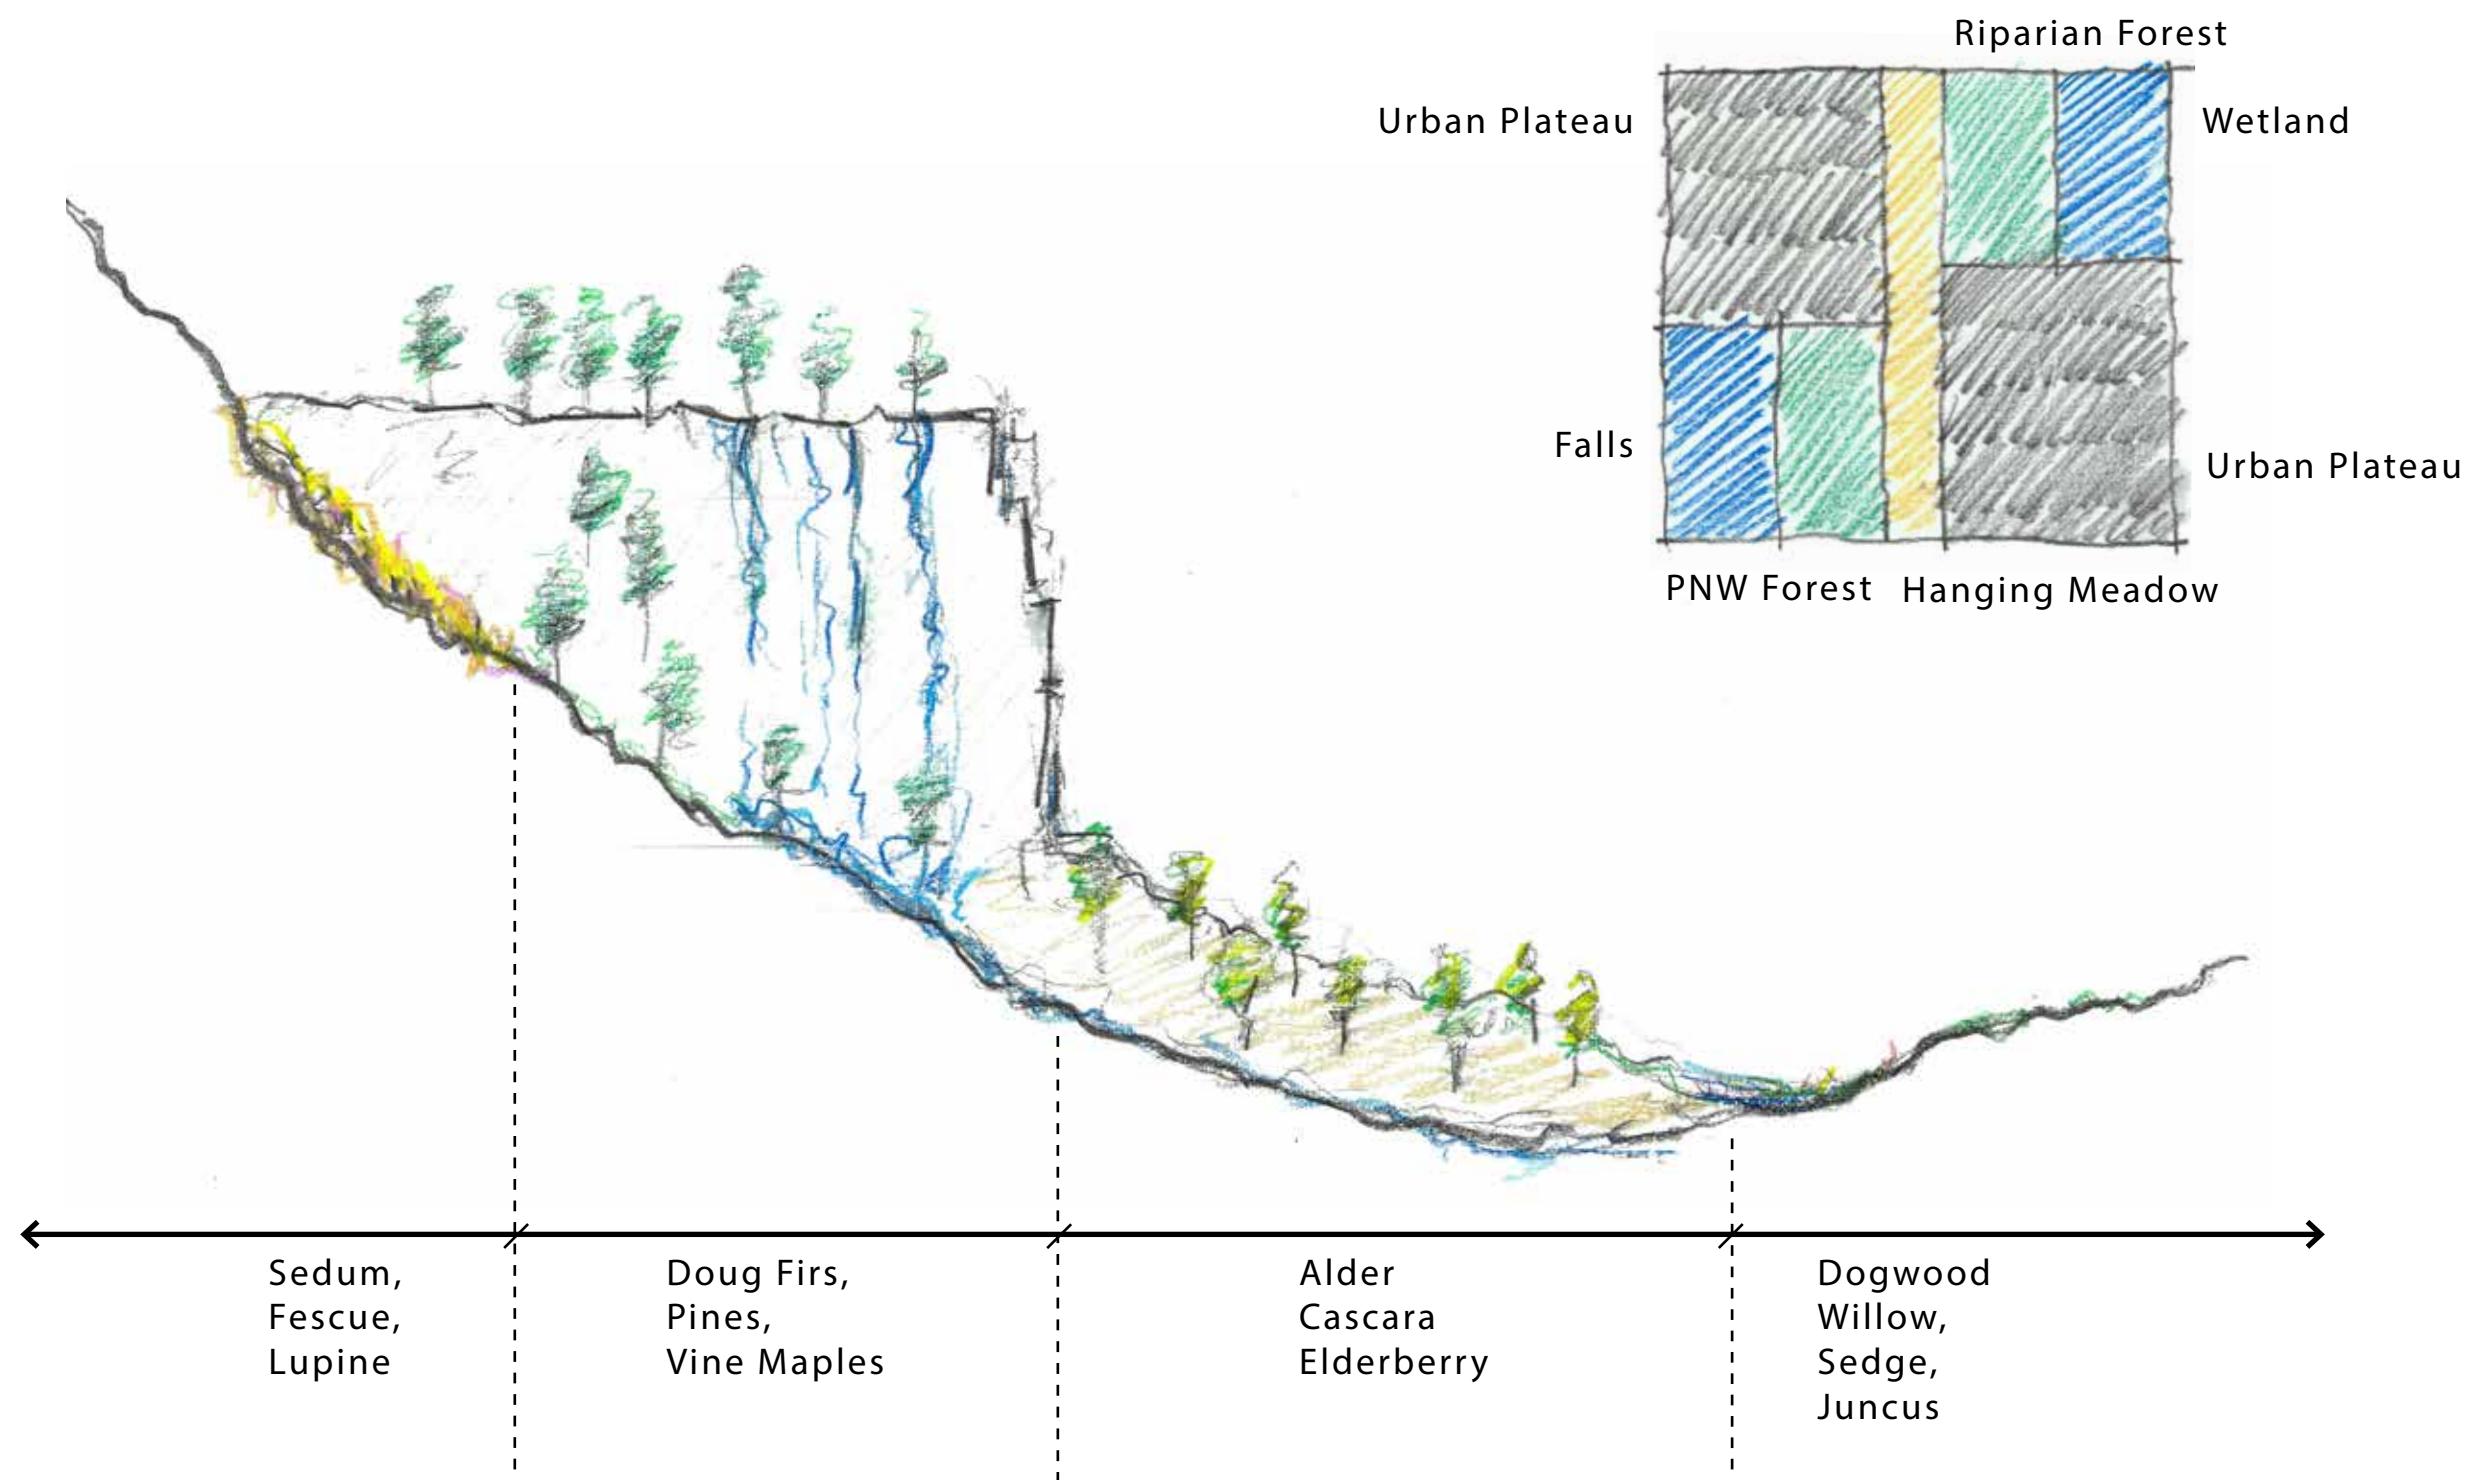 Riparian Forest
Urban Plateau
Wetland
Falls
Urban Plateau
PNW Forest
Hanging Meadow
Sedum,
Fescue,
Lupine
Doug Firs,
Pines,
Vine Maples
Alder
Cascara
Elderberry
Dogwood
Willow,
Sedge,
Juncus